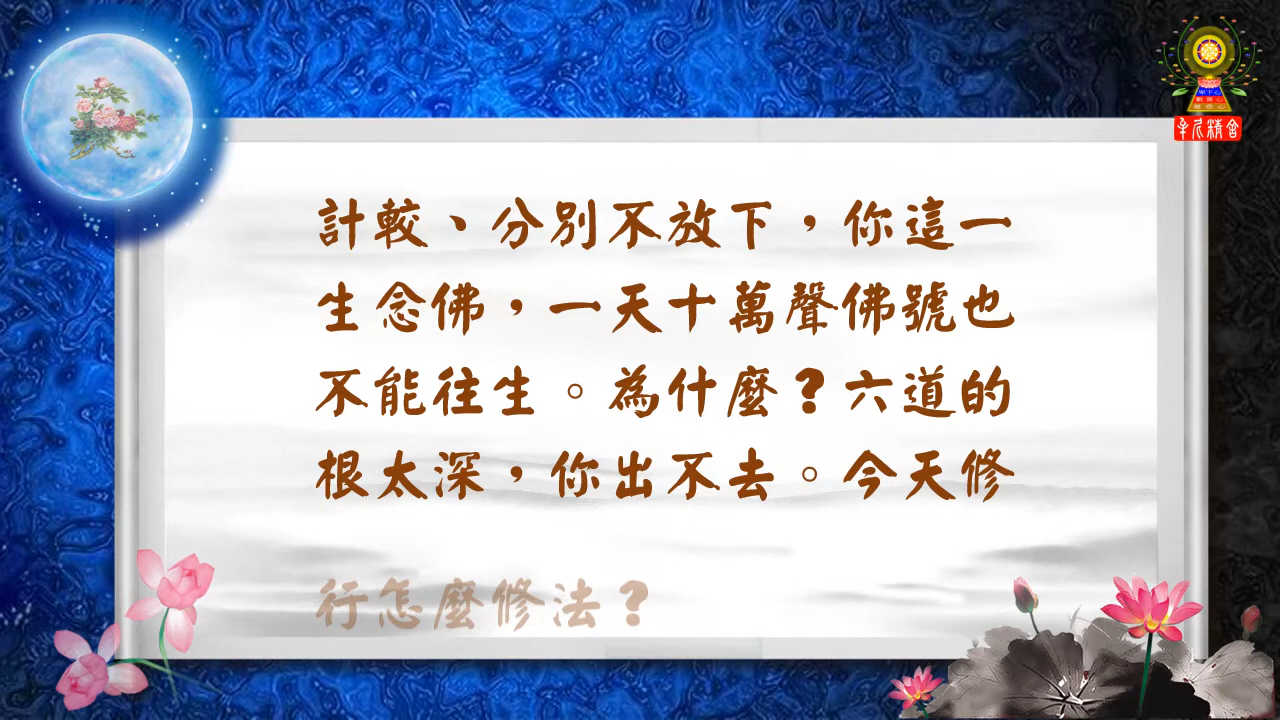 計較、分別不放下，你這一
生念佛，一天十萬聲佛號也
不能往生。為什麼？六道的
根太深，你出不去。今天修
行怎麼修法？